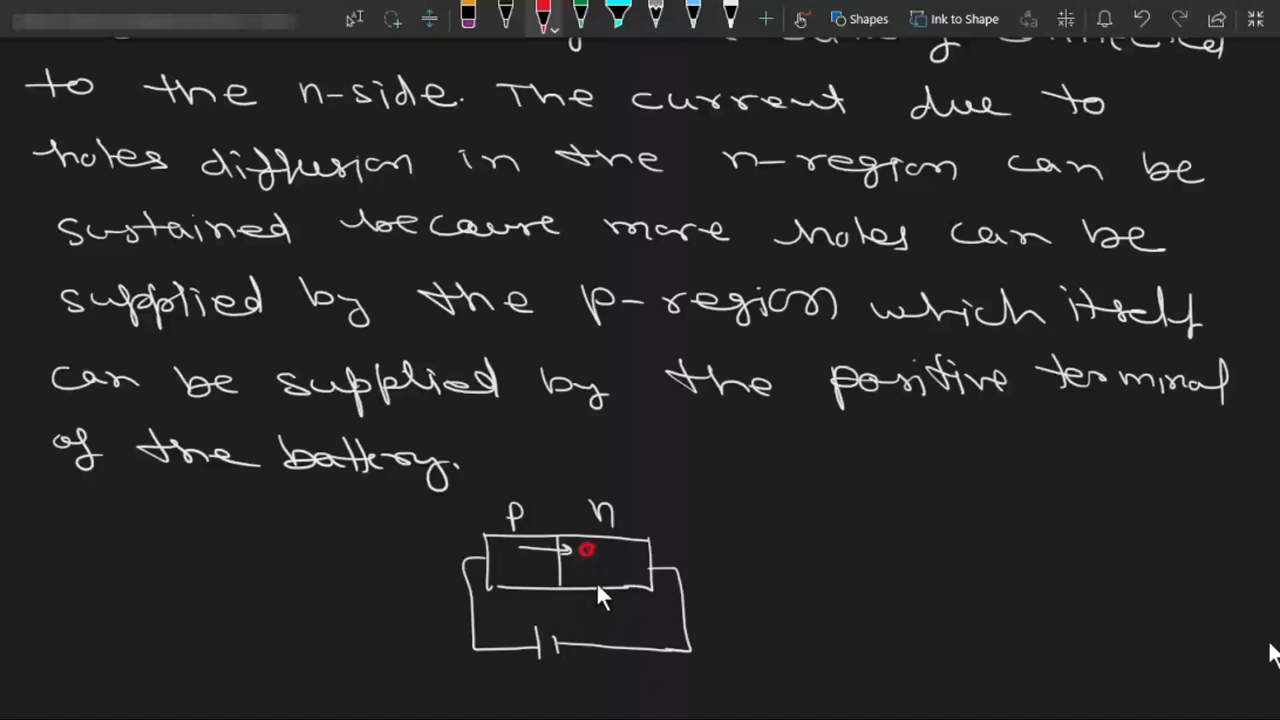 Shapes
Ink to Shape
to the n-side. The current due to
holes diffusion in the n-region can be
sustained because more holes can be
supplied by the p-region which itself
can be supplied by the positive terminal
of the battery.
p n